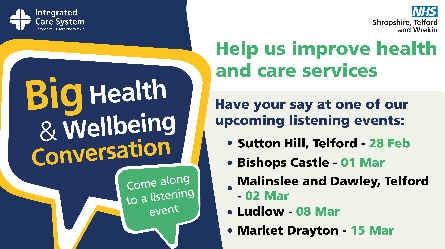 Integrated
Care System
NHS
Shropshire, Telford
and Wrekin
Big Health
& Wellbeing
Conversation
Come along
to a listening
event
Help us improve health
and care services
Have your say at one of our
upcoming listening events:
• Sutton Hill, Telford - 28 Feb
• Bishops Castle - 01 Mar
• Malinslee and Dawley, Telford
- 02 Mar
• Ludlow - 08 Mar
• Market Drayton - 15 Mar